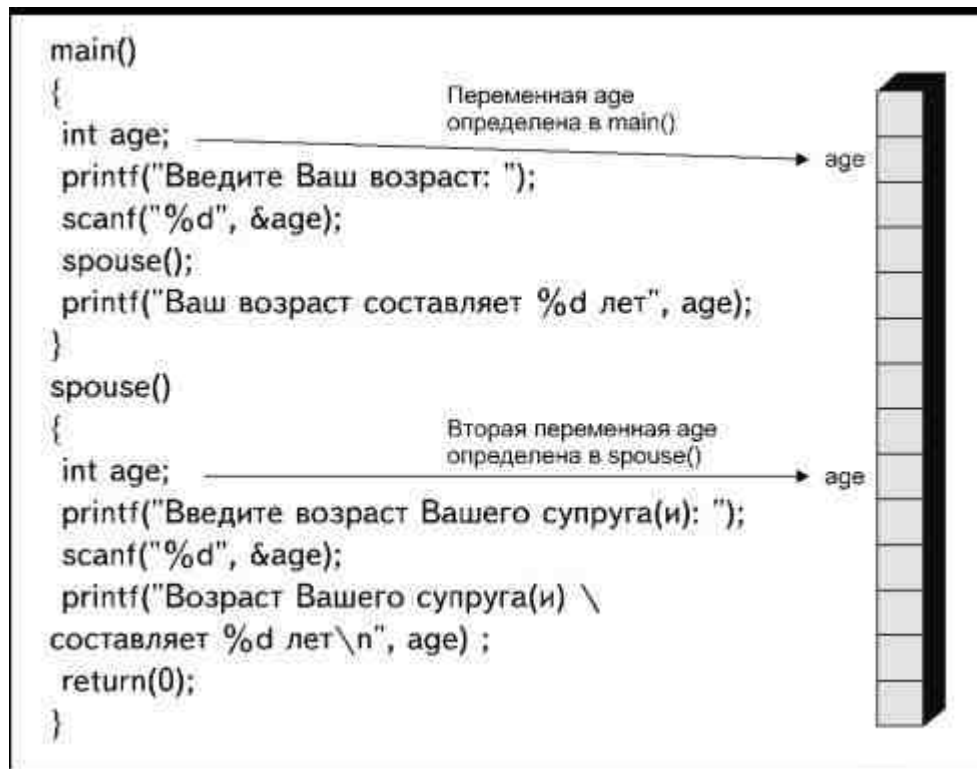 main()
{
Переменная age
определена в main()
int age;
age
printf("Введите Ваш возраст: ");
scanf("%d", &age);
spouse();
printf("Ваш возраст составляет %d лет", age);
}
spouse()
{
Вторая переменная age
определена в spouse()
int age;
age
printf("Введите возраст Вашего супруга(и): ");
scanf("%d", &age);
printf("Возраст Вашего супруга(и) \
составляет %d лет\n", age) ;
return(0);
}